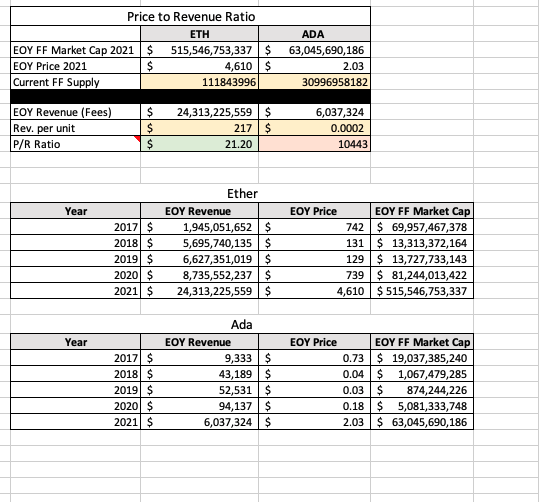 Price to Revenue Ratio
ETH ADA
EOY FF Market Cap 2021 $ 515,546,753,337 $ 63,045,690,186
EOY Price 2021 $ 4,610 $ 2.03
Current FF Supply 111843996 30996958182
EOY Revenue (Fees) $ 24,313,225,559 $ 6,037,324
Rev. per unit $ 217 $ 0.0002
P/R Ratio $ 21.20 10443
Ether
Year EOY Revenue EOY Price EOY FF Market Cap
2017 $ 1,945,051,652 $ 742 $ 69,957,467,378
2018 $ 5,695,740,135 $ 131 $ 13,313,372,164
2019 $ 6,627,351,019 $ 129 $ 13,727,733,143
2020 $ 8,735,552,237 $ 739 $ 81,244,013,422
2021 $ 24,313,225,559 $ 4,610 $ 515,546,753,337
Ada
Year EOY Revenue EOY Price EOY FF Market Cap
2017 $ 9,333 $ 0.73 $ 19,037,385,240
2018 $ 43,189 $ 0.04 $ 1,067,479,285
2019 $ 52,531 $ 0.03 $ 874,244,226
2020 $ 94,137 $ 0.18 $ 5,081,333,748
2021 $ 6,037,324 $ 2.03 $ 63,045,690,186